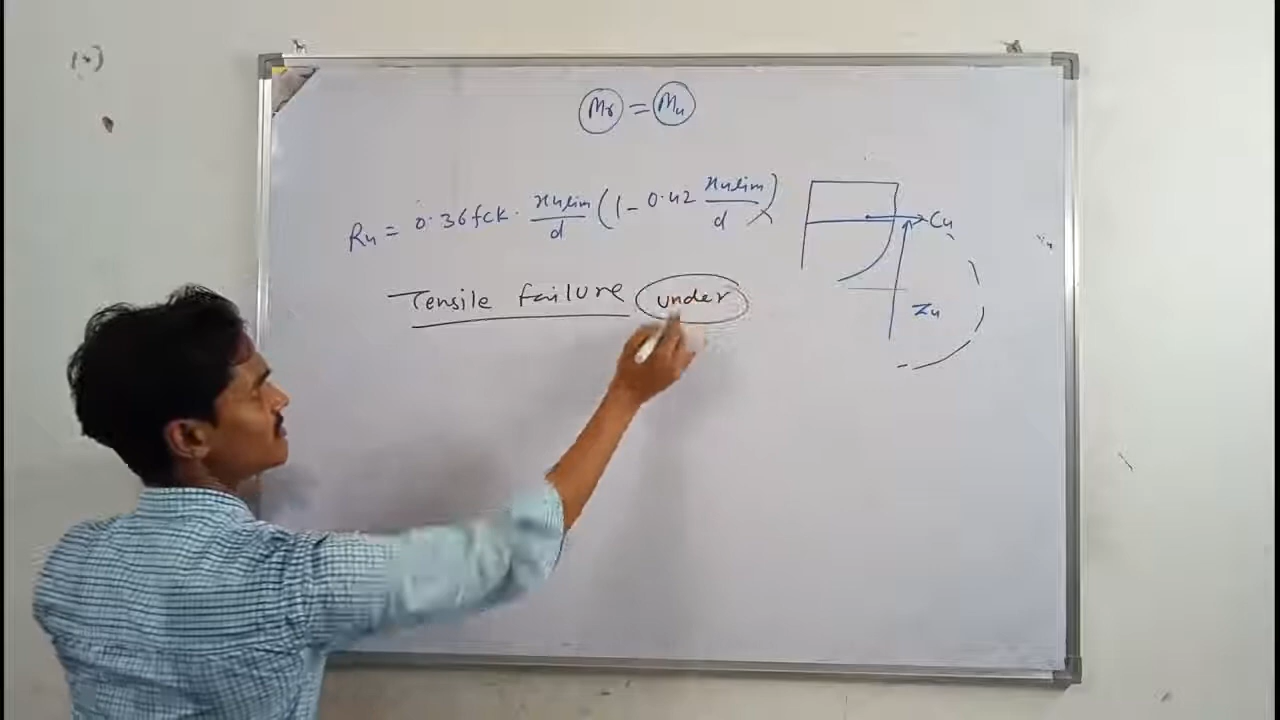 (Mr) = (Mu)
Ru = 0.36fck. xulim/d (1 - 0.42 xulim/d)
Cu
Tensile failure under
Zu